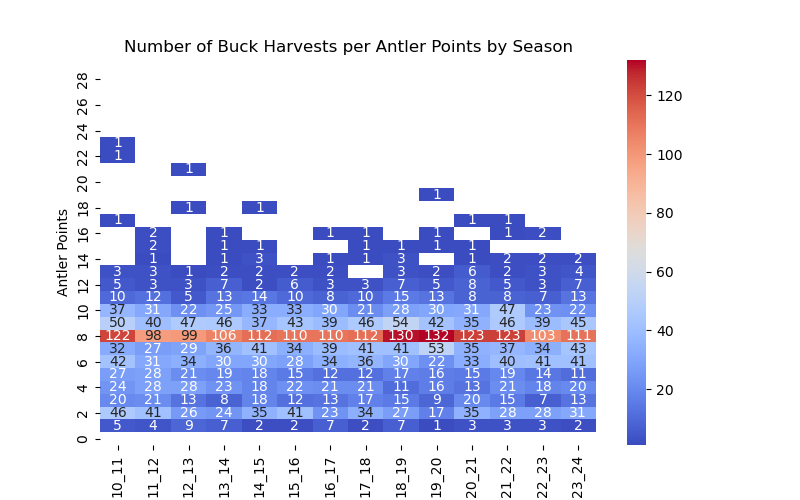 Number of Buck Harvests per Antler Points by Season
Antler Points
28
26
24
1
22 1
1
20
1
18 1 1
1 1 1
16 2 1 1 1 1 1 2
2 1 1 1 1 1 1
14 1 1 3 1 1 3 1 2 2 2
3 3 1 2 2 2 2 3 2 6 2 3 4
12 5 3 3 7 2 6 3 3 7 5 8 5 3 7
10 12 5 13 14 10 8 10 15 13 8 8 7 13
10 37 31 22 25 33 33 30 21 28 30 31 47 23 22
50 40 47 46 37 43 39 46 54 42 35 46 39 45
8 122 98 99 106 112 110 110 112 130 132 123 123 103 111
32 27 29 36 41 34 39 41 41 53 35 37 34 43
6 42 31 34 30 30 28 34 36 30 22 33 40 41 41
27 28 21 19 18 15 12 12 17 16 15 19 14 11
4 24 28 28 23 18 22 21 21 11 16 13 21 18 20
20 21 13 8 18 12 13 17 15 9 20 15 7 13
2 46 41 26 24 35 41 23 34 27 17 35 28 28 31
5 4 9 7 2 2 7 2 7 1 3 3 3 2
0
10_11 11_12 12_13 13_14 14_15 15_16 16_17 17_18 18_19 19_20 20_21 21_22 22_23 23_24
120
100
80
60
40
20